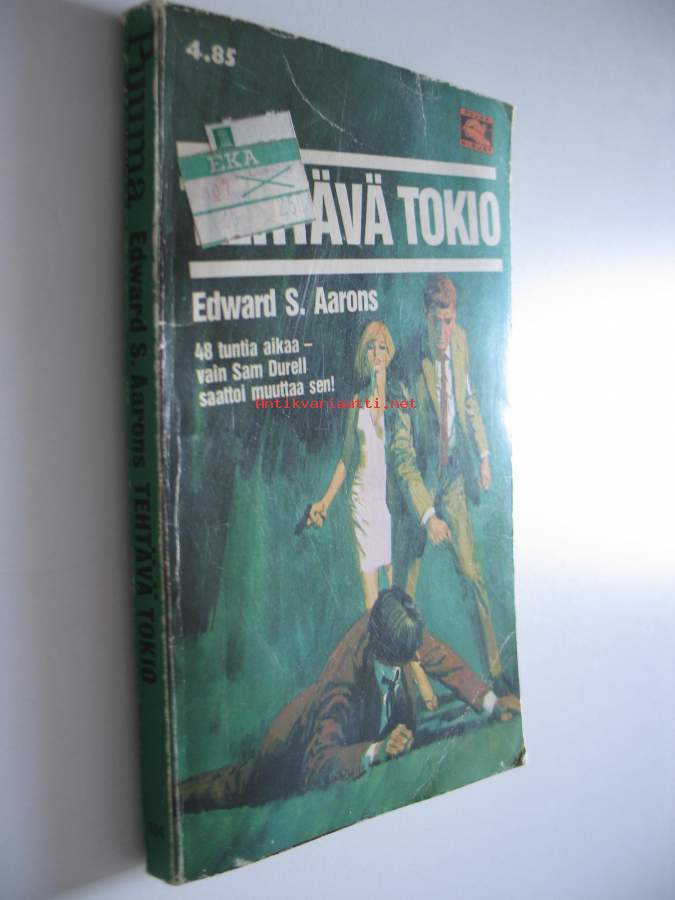 4.85
EKA
TEHTÄVÄ TOKIO
Edward S. Aarons
48 tuntia aikaa –
vain Sam Durell
saattoi muuttaa sen!
Antikvariaatti.net
Puuma Edward S. Aarons TEHTÄVÄ TOKIO